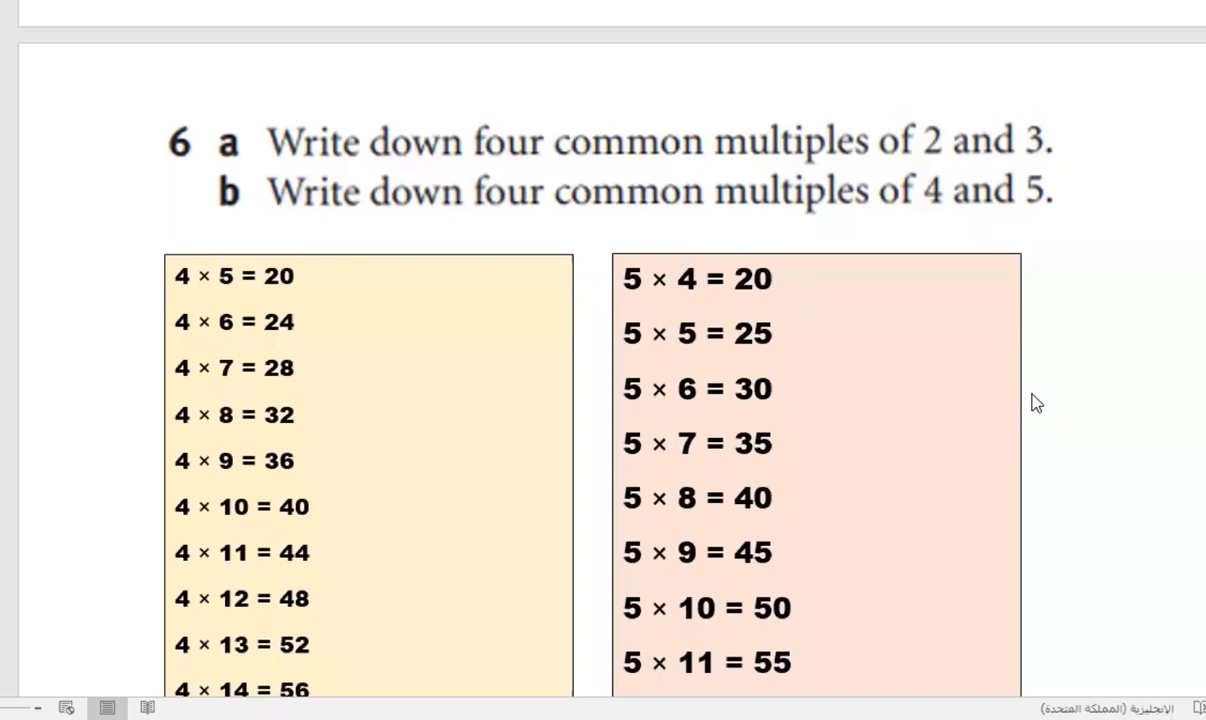 6 a Write down four common multiples of 2 and 3.
b Write down four common multiples of 4 and 5.
4 × 5 = 20
4 × 6 = 24
4 × 7 = 28
4 × 8 = 32
4 × 9 = 36
4 × 10 = 40
4 × 11 = 44
4 × 12 = 48
4 × 13 = 52
4 × 14 = 56
5 × 4 = 20
5 × 5 = 25
5 × 6 = 30
5 × 7 = 35
5 × 8 = 40
5 × 9 = 45
5 × 10 = 50
5 × 11 = 55
الإنجليزية (المملكة المتحدة)